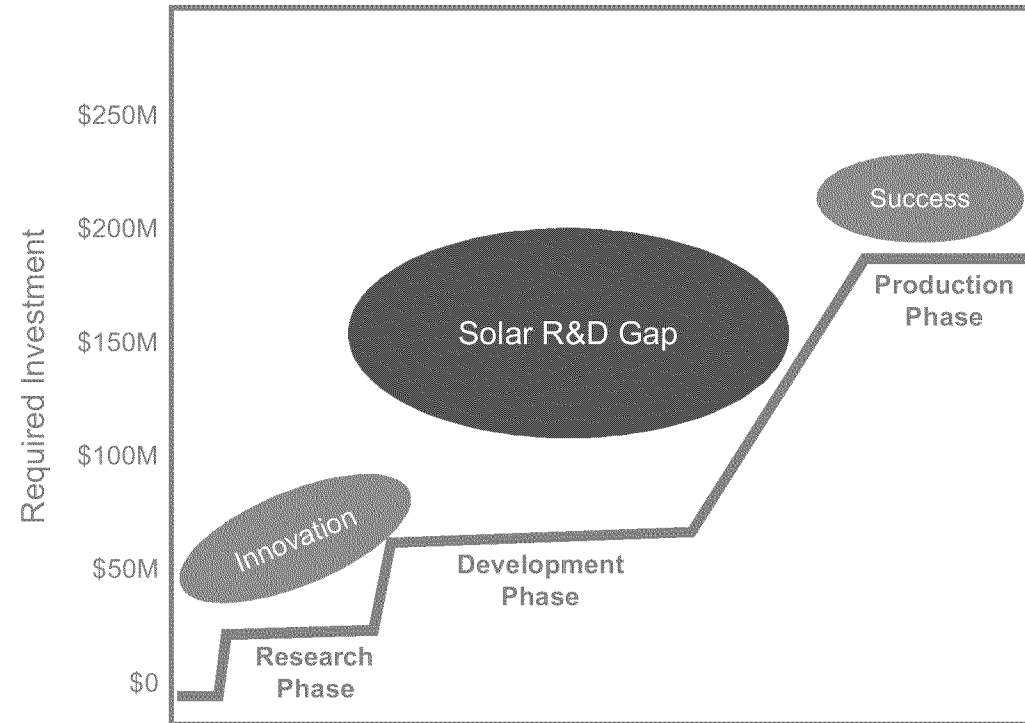 Required Investment
$250M
$200M
$150M
$100M
$50M
$0
Success
Production
Phase
Solar R&D Gap
Innovation
Development
Phase
Research
Phase